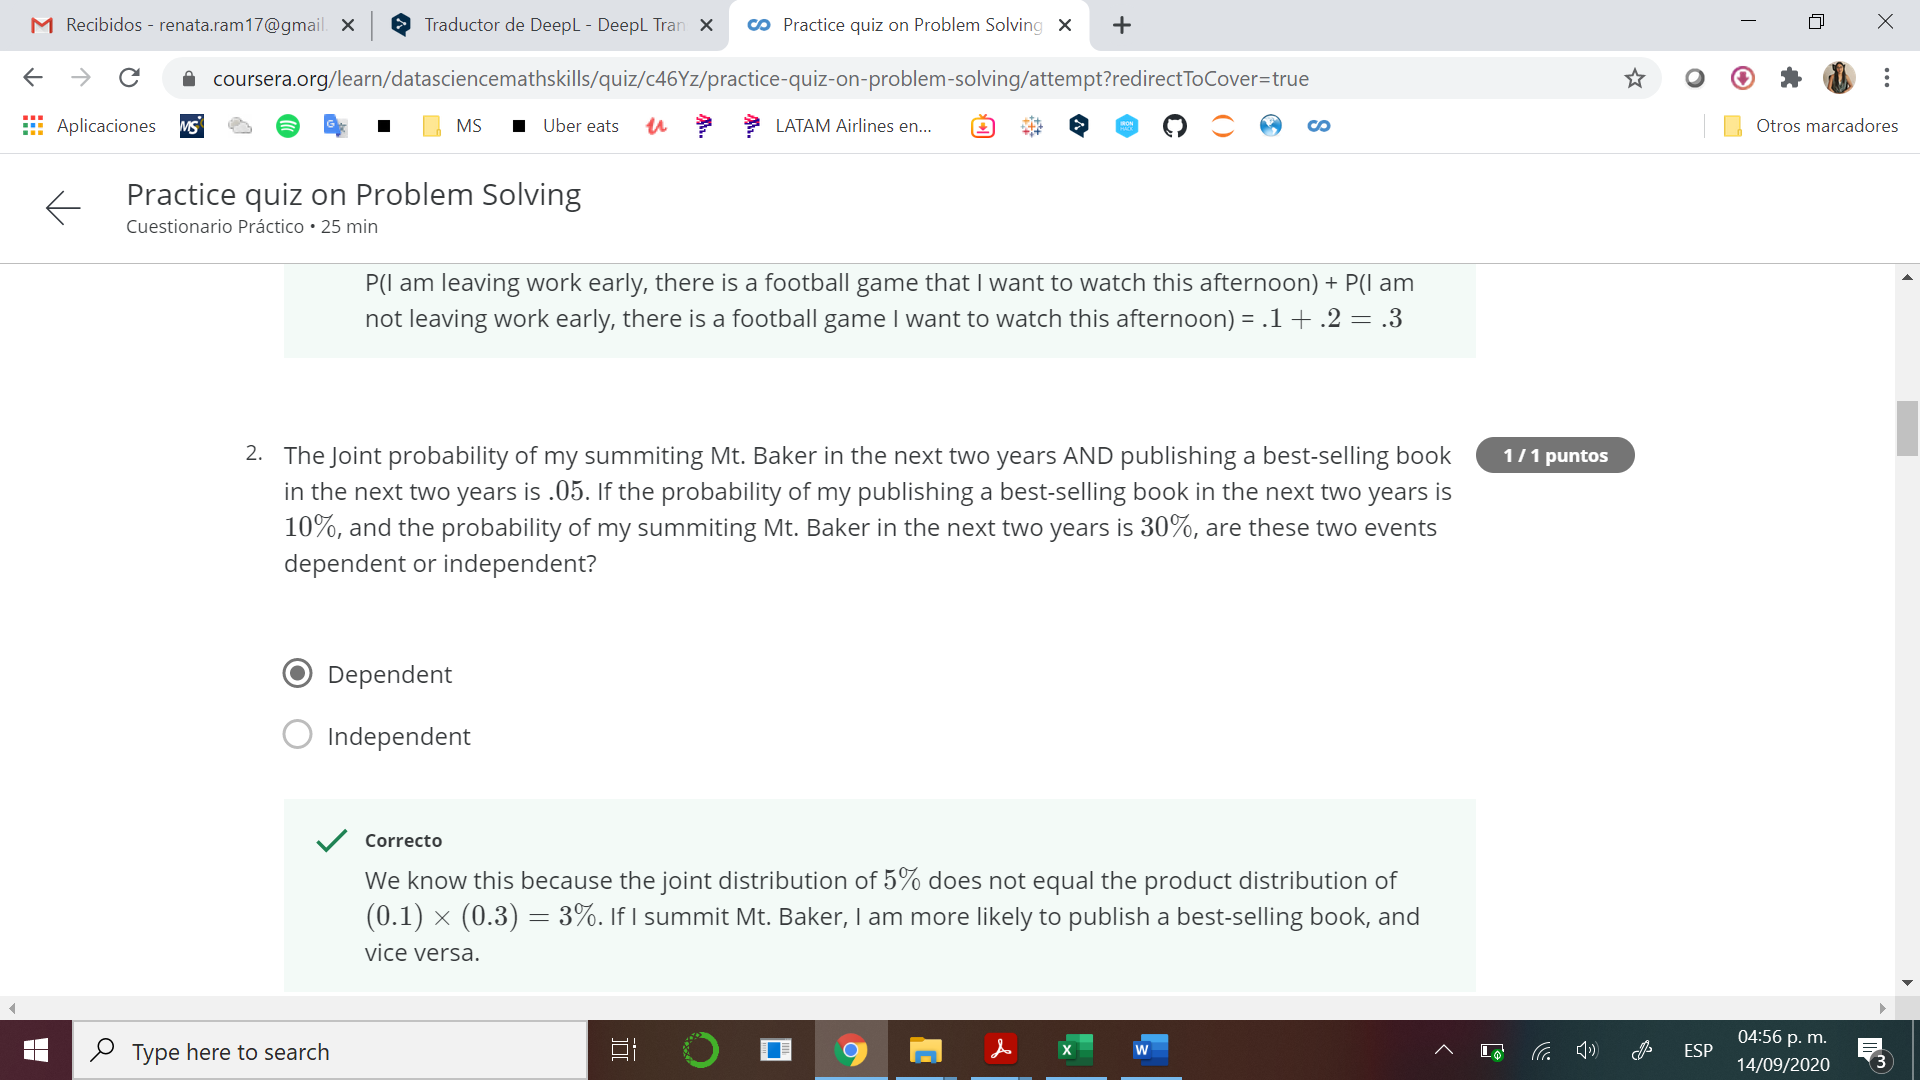 Recibidos - renata.ram17@gmail.
Traductor de DeepL - DeepL Tran
Practice quiz on Problem Solving
coursera.org/learn/datasciencemathskills/quiz/c46Yz/practice-quiz-on-problem-solving/attempt?redirectToCover=true
Aplicaciones
MS
MS
Uber eats
LATAM Airlines en...
Otros marcadores
Practice quiz on Problem Solving
Cuestionario Práctico • 25 min
P(I am leaving work early, there is a football game that I want to watch this afternoon) + P(I am
not leaving work early, there is a football game I want to watch this afternoon) = .1 + .2 = .3
2. The Joint probability of my summiting Mt. Baker in the next two years AND publishing a best-selling book
1 / 1 puntos
in the next two years is .05. If the probability of my publishing a best-selling book in the next two years is
10%, and the probability of my summiting Mt. Baker in the next two years is 30%, are these two events
dependent or independent?
Dependent
Independent
Correcto
We know this because the joint distribution of 5% does not equal the product distribution of
(0.1) × (0.3) = 3%. If I summit Mt. Baker, I am more likely to publish a best-selling book, and
vice versa.
Type here to search
ESP
04:56 p. m.
14/09/2020
3